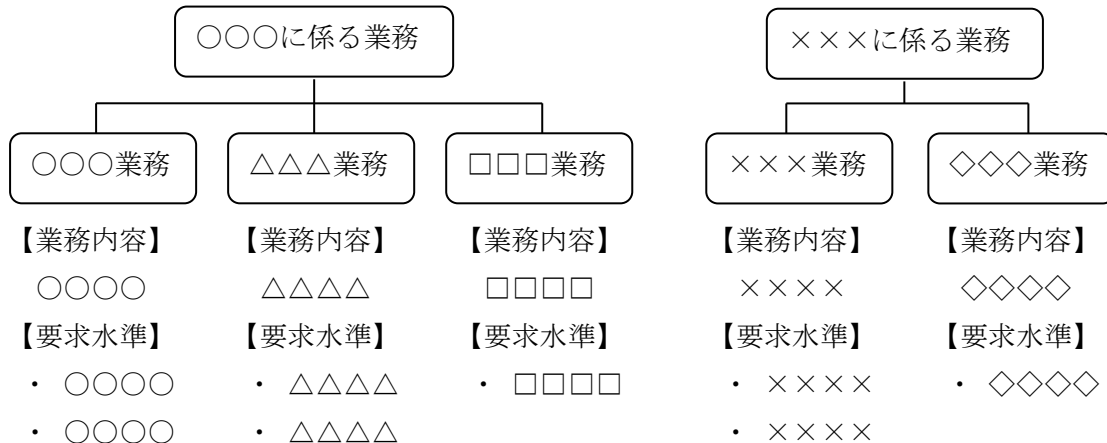 ○○○に係る業務 ×××に係る業務
○○○業務 △△△業務 □□□業務 ×××業務 ◇◇◇業務
【業務内容】 【業務内容】 【業務内容】 【業務内容】 【業務内容】
○○○○ △△△△ □□□□ ×××× ◇◇◇◇
【要求水準】 【要求水準】 【要求水準】 【要求水準】 【要求水準】
・ ○○○○ ・ △△△△ ・ □□□□ ・ ×××× ・ ◇◇◇◇
・ ○○○○ ・ △△△△ ・ ××××